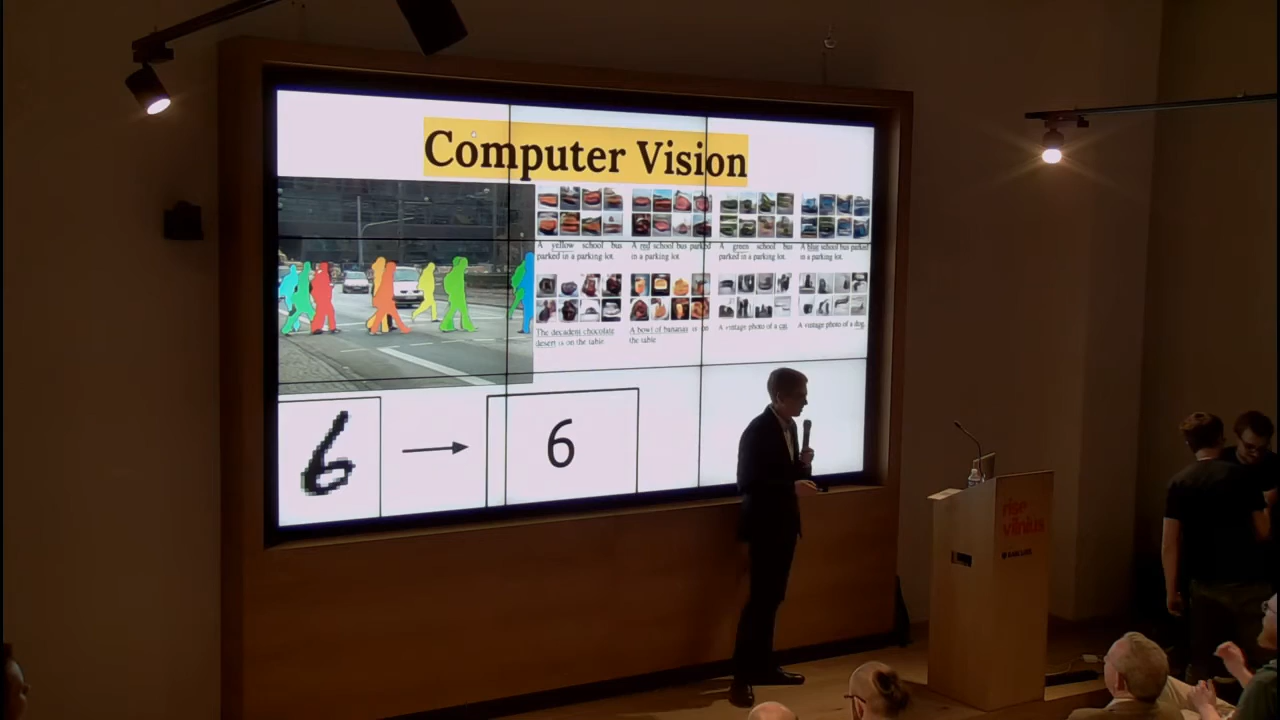 Computer Vision
A yellow school bus
parked in a parking lot.
A red school bus parked
in a parking lot.
A green school bus
parked in a parking lot.
A blue school bus parked
in a parking lot.
The decadent chocolate
desert is on the table.
A bowl of bananas is on
the table
A vintage photo of a cat.
A vintage photo of a dog.
6
6
rise
vilnius